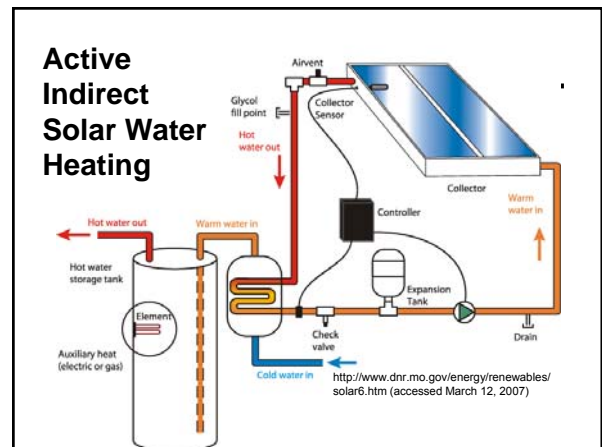 Active
Indirect
Solar Water
Heating
Airvent
Glycol
fill point
Collector
Sensor
Hot
water out
Collector
Warm
water in
Controller
Hot water out
Warm water in
Hot water
storage tank
Expansion
Tank
Element
Check
valve
Drain
Auxiliary heat
(electric or gas)
Cold water in
http://www.dnr.mo.gov/energy/renewables/
solar6.htm (accessed March 12, 2007)